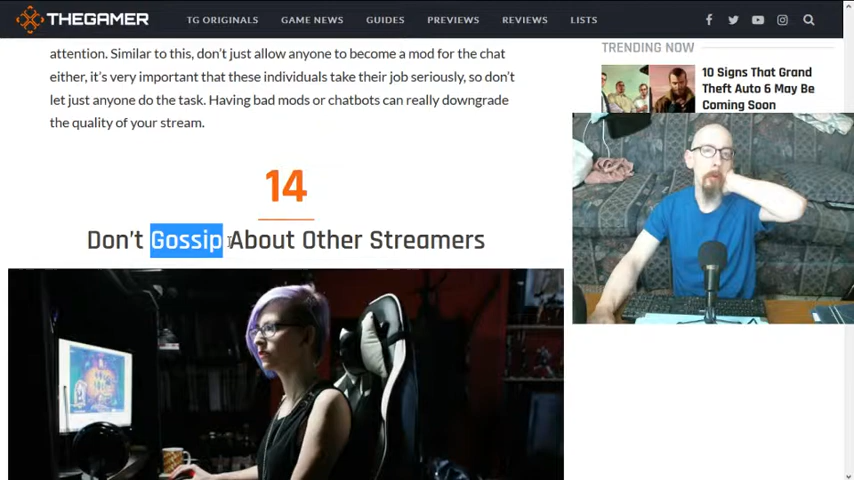 THEGAMER
TG ORIGINALS GAME NEWS GUIDES PREVIEWS REVIEWS LISTS
attention. Similar to this, don't just allow anyone to become a mod for the chat
either, it's very important that these individuals take their job seriously, so don't
let just anyone do the task. Having bad mods or chatbots can really downgrade
the quality of your stream.
14
Don't Gossip About Other Streamers
TRENDING NOW
10 Signs That Grand
Theft Auto 6 May Be
Coming Soon